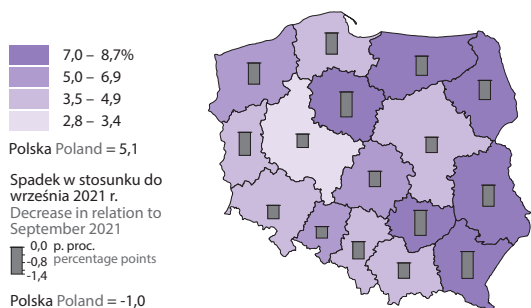 7,0 – 8,7%
5,0 – 6,9
3,5 – 4,9
2,8 – 3,4
Polska Poland = 5,1
Spadek w stosunku do
września 2021 r.
Decrease in relation to
September 2021
0,0 p. proc.
-0,8 percentage points
-1,4
Polska Poland = -1,0